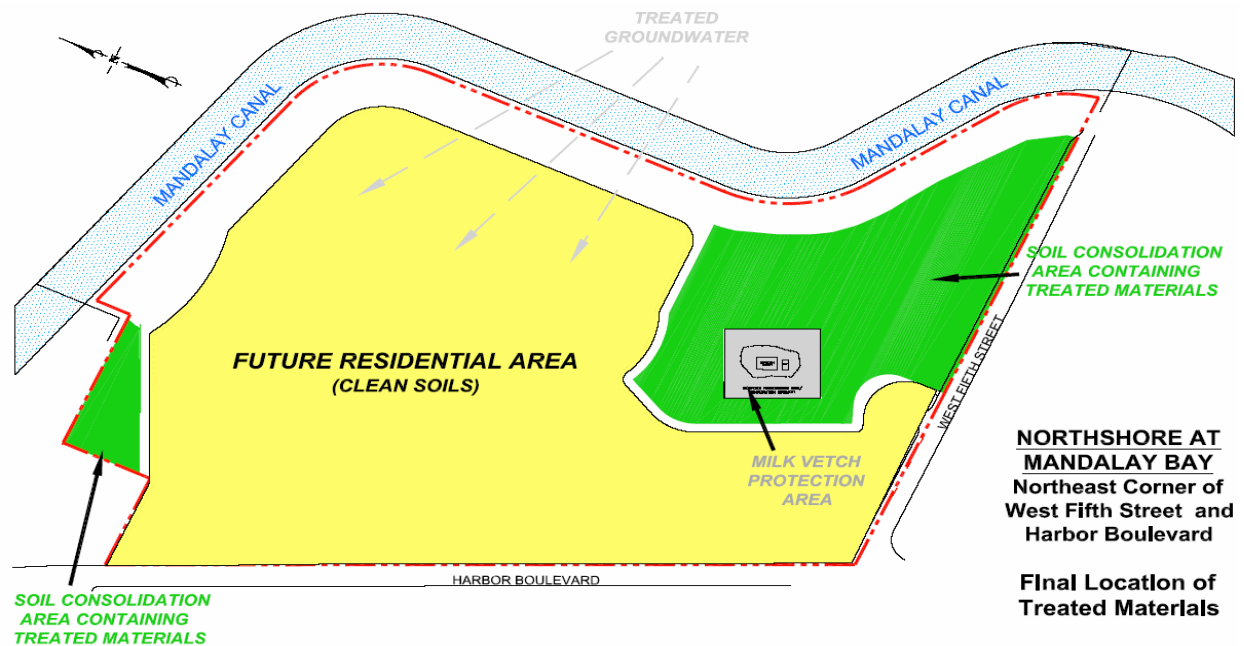 TREATED
GROUNDWATER
MANDALAY CANAL
MANDALAY CANAL
SOIL CONSOLIDATION
AREA CONTAINING
TREATED MATERIALS
FUTURE RESIDENTIAL AREA
(CLEAN SOILS)
WEST FIFTH STREET
MILK VETCH
PROTECTION
AREA
NORTHSHORE AT
MANDALAY BAY
Northeast Corner of
West Fifth Street and
Harbor Boulevard
Final Location of
Treated Materials
HARBOR BOULEVARD
SOIL CONSOLIDATION
AREA CONTAINING
TREATED MATERIALS